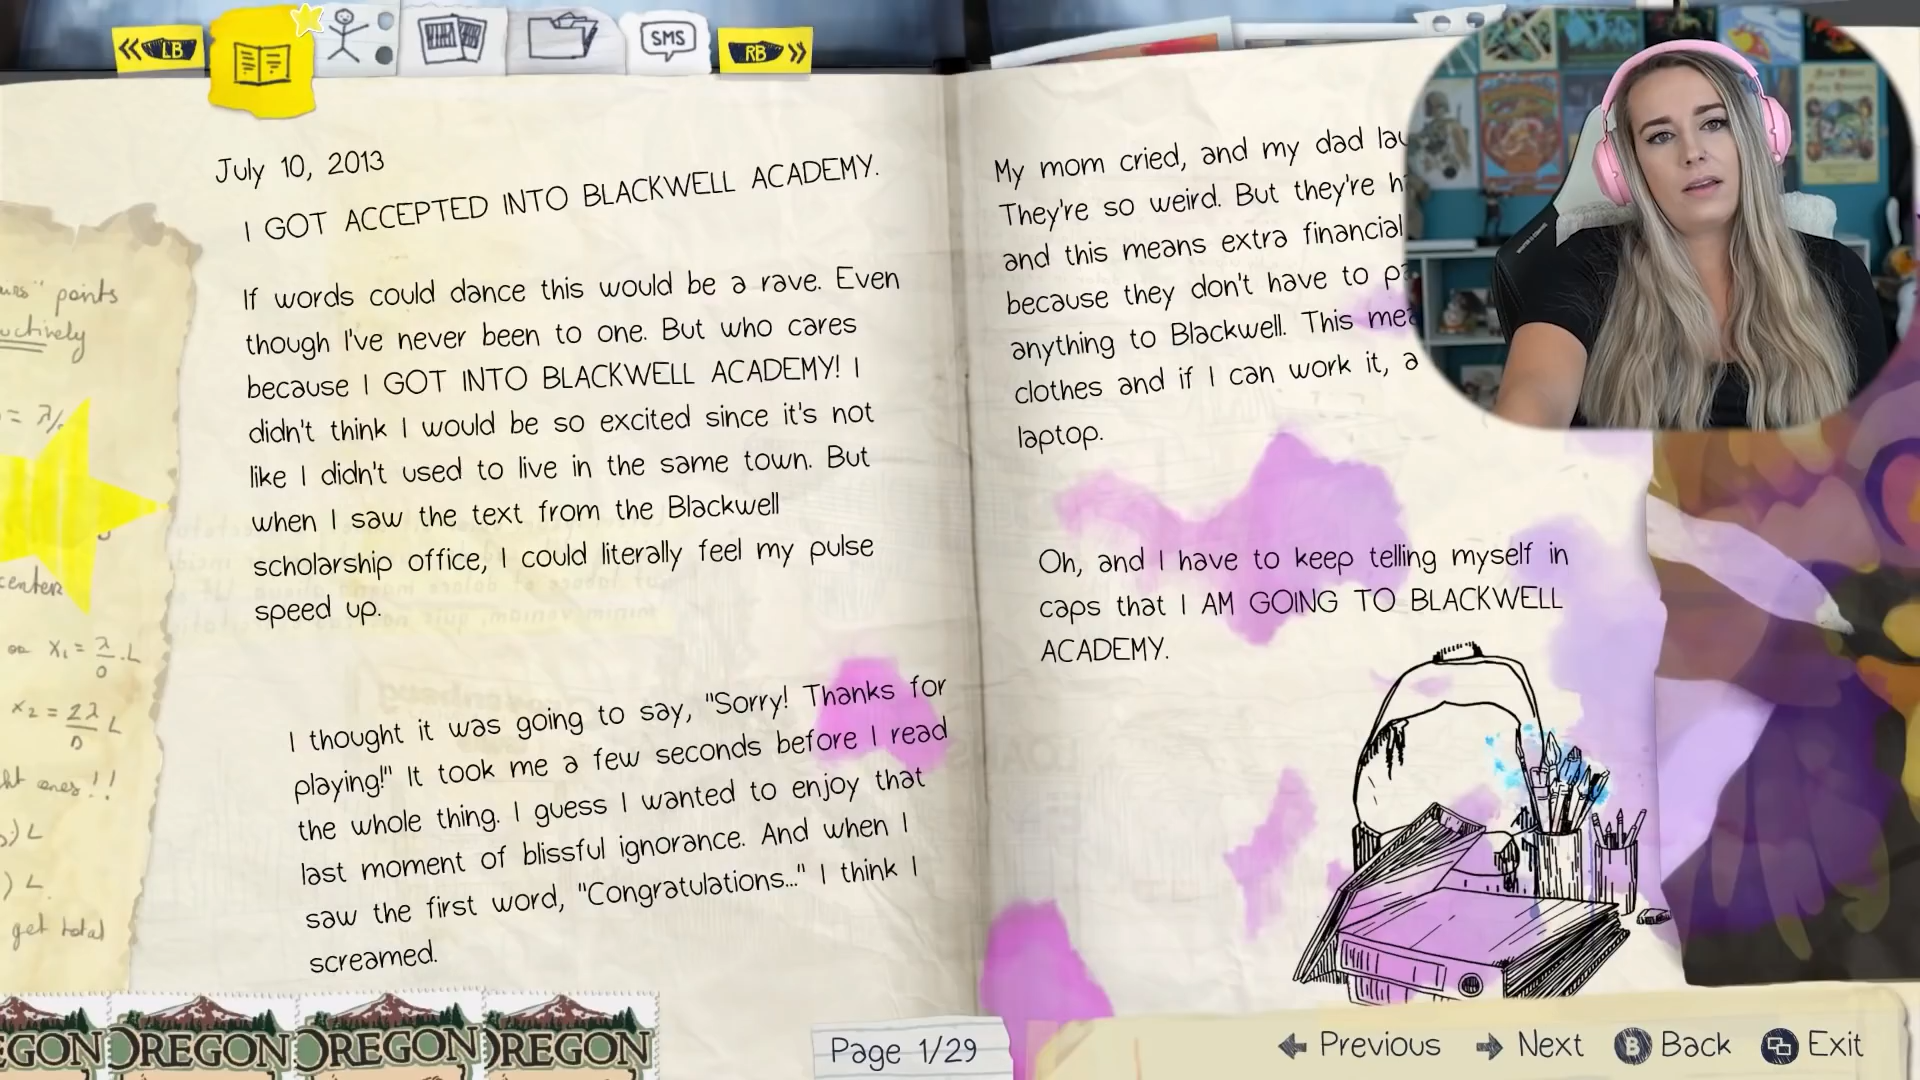 LB
SMS
RB
July 10, 2013
I GOT ACCEPTED INTO BLACKWELL ACADEMY.
If words could dance this would be a rave. Even
though I've never been to one. But who cares
because I GOT INTO BLACKWELL ACADEMY! I
didn't think I would be so excited since it's not
like I didn't used to live in the same town. But
when I saw the text from the Blackwell
scholarship office, I could literally feel my pulse
speed up.
I thought it was going to say, "Sorry! Thanks for
playing!" It took me a few seconds before I read
the whole thing. I guess I wanted to enjoy that
last moment of blissful ignorance. And when I
saw the first word, "Congratulations..." I think I
screamed.
My mom cried, and my dad
They're so weird. But they're
and this means extra financial
because they don't have to
anything to Blackwell. This
clothes and if I can work it, a
laptop.
Oh, and I have to keep telling myself in
caps that I AM GOING TO BLACKWELL
ACADEMY.
points
get total
OREGON
OREGON
OREGON
Page 1/29
Previous
Next
B Back
Exit